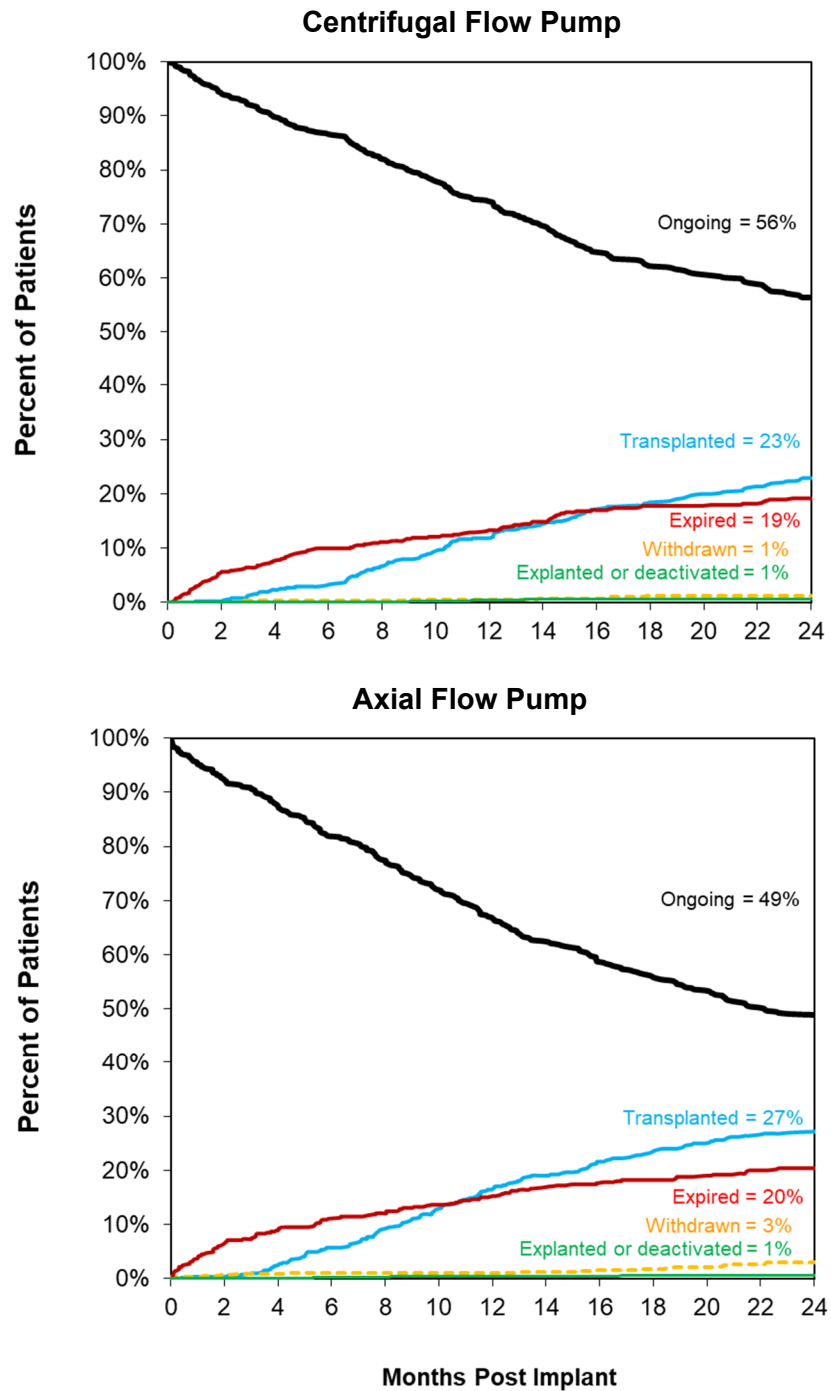 Centrifugal Flow Pump
100%
90%
80%
70%
60%
50%
40%
30%
20%
10%
0%
Percent of Patients
Ongoing = 56%
Transplanted = 23%
Expired = 19%
Withdrawn = 1%
Explanted or deactivated = 1%
0 2 4 6 8 10 12 14 16 18 20 22 24
Axial Flow Pump
100%
90%
80%
70%
60%
50%
40%
30%
20%
10%
0%
Percent of Patients
Ongoing = 49%
Transplanted = 27%
Expired = 20%
Withdrawn = 3%
Explanted or deactivated = 1%
0 2 4 6 8 10 12 14 16 18 20 22 24
Months Post Implant